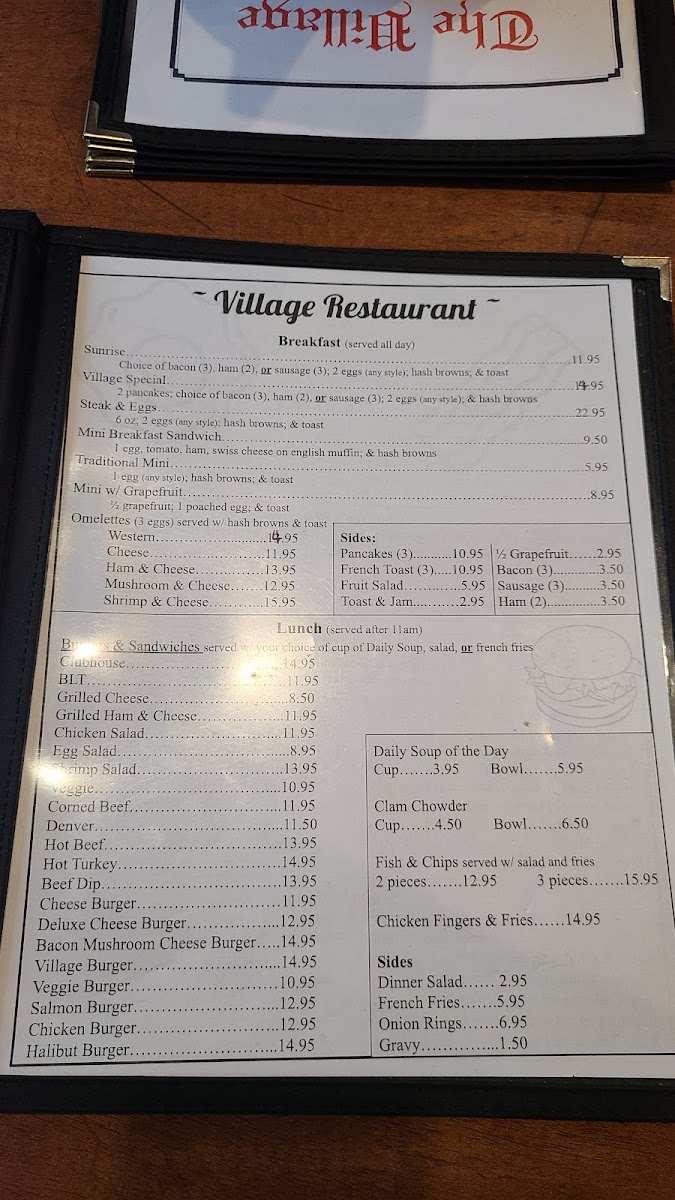 The Village
~ Village Restaurant ~
Breakfast (served all day)
Sunrise...11.95
Choice of bacon (3), ham (2), or sausage (3); 2 eggs (any style); hash browns; & toast
Village Special...14.95
2 pancakes; choice of bacon (3), ham (2), or sausage (3); 2 eggs (any style); & hash browns
Steak & Eggs...22.95
6 oz; 2 eggs (any style); hash browns; & toast
Mini Breakfast Sandwich...9.50
1 egg, tomato, ham, swiss cheese on english muffin; & hash browns
Traditional Mini...5.95
1 egg (any style); hash browns; & toast
Mini w/ Grapefruit...8.95
½ grapefruit; 1 poached egg; & toast
Omelettes (3 eggs) served w/ hash browns & toast
Western...14.95
Cheese...11.95
Ham & Cheese...13.95
Mushroom & Cheese...12.95
Shrimp & Cheese...15.95
Sides:
Pancakes (3)...10.95
French Toast (3)...10.95
Fruit Salad...5.95
Toast & Jam...2.95
½ Grapefruit...2.95
Bacon (3)...3.50
Sausage (3)...3.50
Ham (2)...3.50
Lunch (served after 11am)
Burgers & Sandwiches served w/ your choice of cup of Daily Soup, salad, or french fries
Clubhouse...14.95
BLT...11.95
Grilled Cheese...8.50
Grilled Ham & Cheese...11.95
Chicken Salad...11.95
Egg Salad...8.95
Shrimp Salad...13.95
Veggie...10.95
Corned Beef...11.95
Denver...11.50
Hot Beef...13.95
Hot Turkey...14.95
Beef Dip...13.95
Cheese Burger...11.95
Deluxe Cheese Burger...12.95
Bacon Mushroom Cheese Burger...14.95
Village Burger...14.95
Veggie Burger...10.95
Salmon Burger...12.95
Chicken Burger...12.95
Halibut Burger...14.95
Daily Soup of the Day
Cup...3.95 Bowl...5.95
Clam Chowder
Cup...4.50 Bowl...6.50
Fish & Chips served w/ salad and fries
2 pieces...12.95 3 pieces...15.95
Chicken Fingers & Fries...14.95
Sides
Dinner Salad...2.95
French Fries...5.95
Onion Rings...6.95
Gravy...1.50